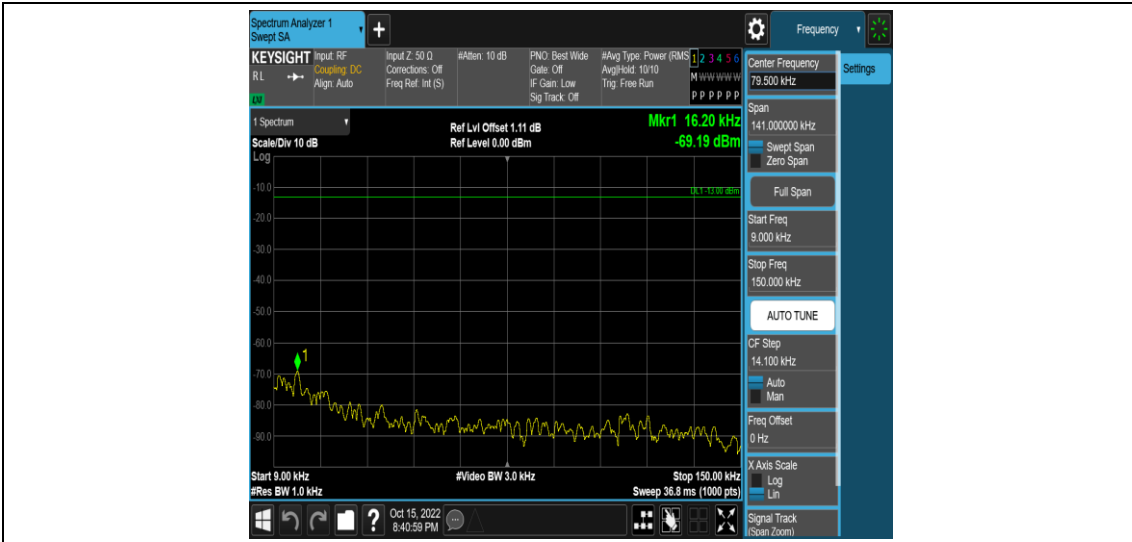 Spectrum Analyzer 1
Swept SA
+
Frequency
KEYSIGHT
RL
LXI
Input: RF
Coupling: DC
Align: Auto
Input Z: 50 Ω
Corrections: Off
Freq Ref: Int (S)
#Atten: 10 dB
PNO: Best Wide
Gate: Off
IF Gain: Low
Sig Track: Off
#Avg Type: Power (RMS
Avg|Hold: 10/10
Trig: Free Run
1 2 3 4 5 6
M W W W W W
P P P P P P
Center Frequency
79.500 kHz
Settings
Span
141.000000 kHz
Swept Span
Zero Span
Full Span
Start Freq
9.000 kHz
Stop Freq
150.000 kHz
AUTO TUNE
CF Step
14.100 kHz
Auto
Man
Freq Offset
0 Hz
X Axis Scale
Log
Lin
Signal Track
(Span Zoom)
1 Spectrum
Scale/Div 10 dB
Log
Ref Lvl Offset 1.11 dB
Ref Level 0.00 dBm
Mkr1 16.20 kHz
-69.19 dBm
DL1 -13.00 dBm
-10.0
-20.0
-30.0
-40.0
-50.0
-60.0
-70.0
-80.0
-90.0
1
Start 9.00 kHz
#Res BW 1.0 kHz
#Video BW 3.0 kHz
Stop 150.00 kHz
Sweep 36.8 ms (1000 pts)
?
Oct 15, 2022
8:40:59 PM